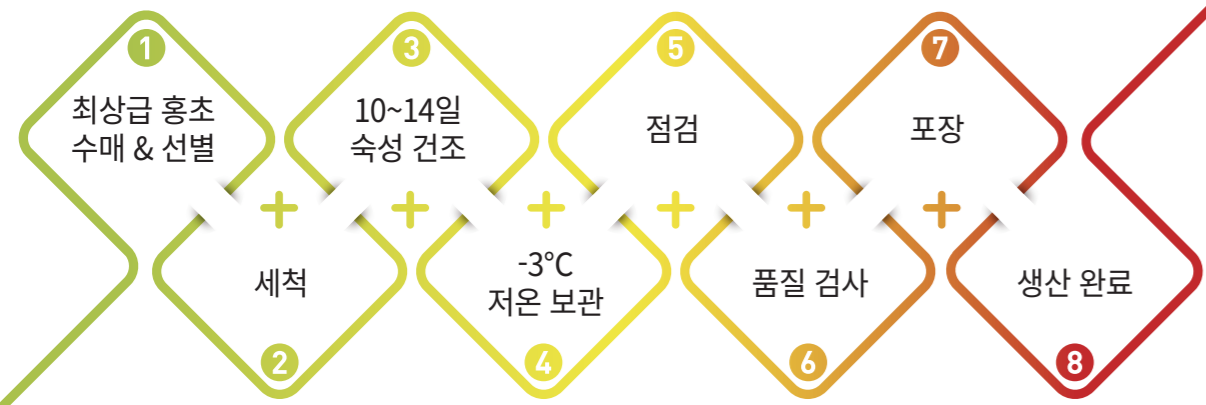 1
최상급 홍초
수매 & 선별
2
세척
3
10~14일
숙성 건조
4
-3°C
저온 보관
5
점검
6
품질 검사
7
포장
8
생산 완료